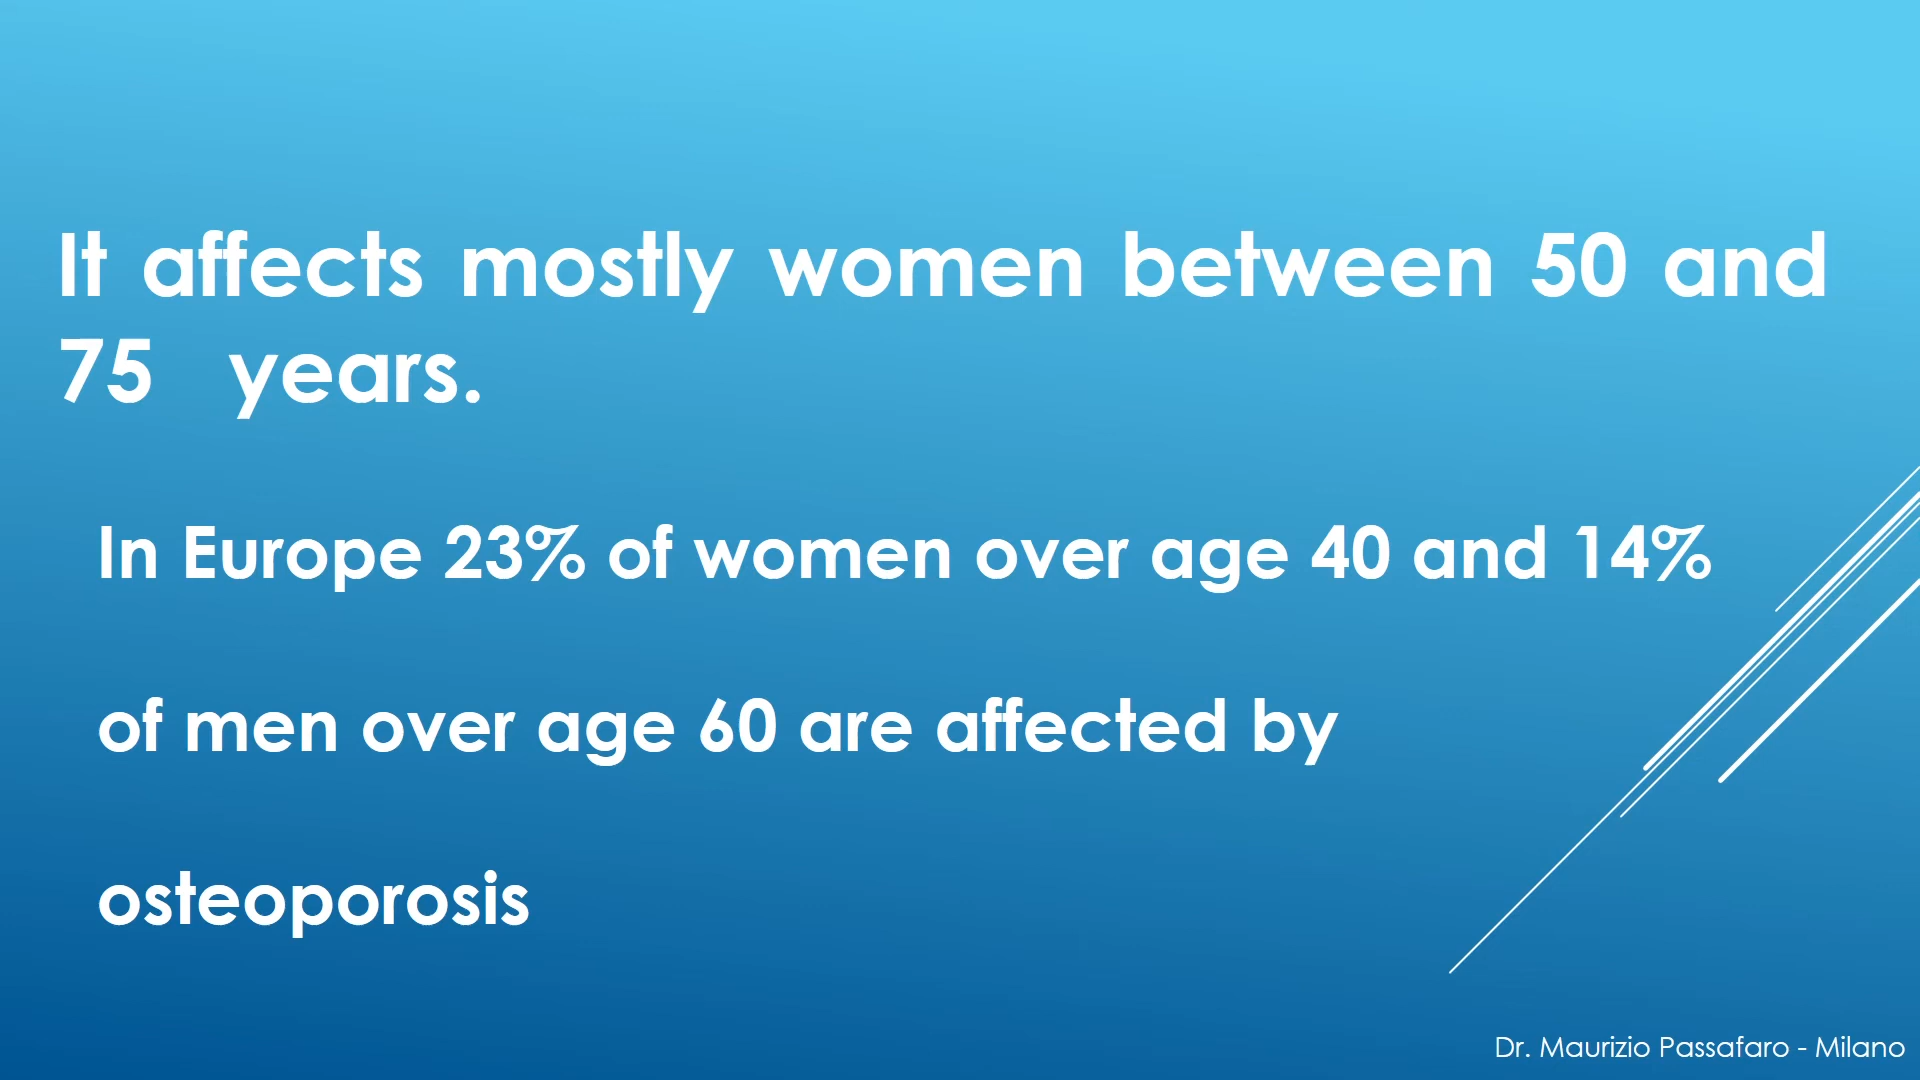 It affects mostly women between 50 and
75 years.
In Europe 23% of women over age 40 and 14%
of men over age 60 are affected by
osteoporosis
Dr. Maurizio Passafaro - Milano